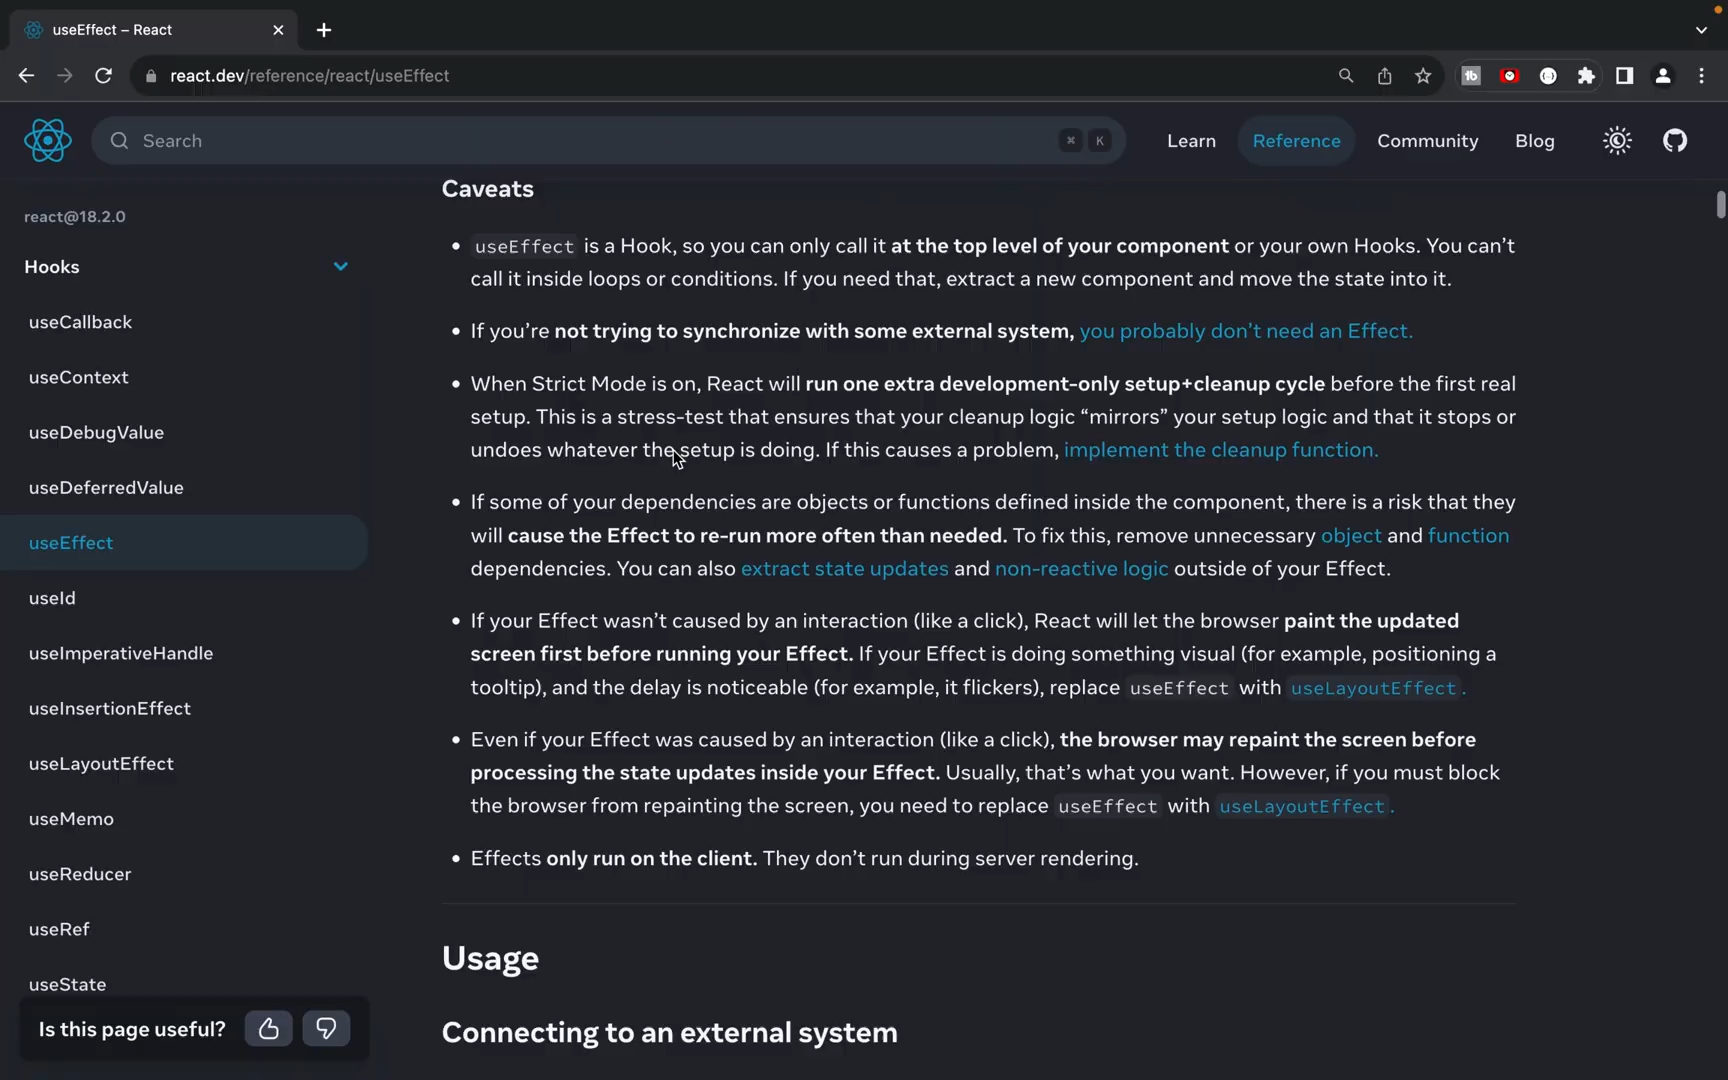 useEffect – React
react.dev/reference/react/useEffect
Search
⌘ K
Learn
Reference
Community
Blog
react@18.2.0
Hooks
useCallback
useContext
useDebugValue
useDeferredValue
useEffect
useId
useImperativeHandle
useInsertionEffect
useLayoutEffect
useMemo
useReducer
useRef
useState
Is this page useful?
Caveats
• useEffect is a Hook, so you can only call it at the top level of your component or your own Hooks. You can’t
call it inside loops or conditions. If you need that, extract a new component and move the state into it.
• If you’re not trying to synchronize with some external system, you probably don’t need an Effect.
• When Strict Mode is on, React will run one extra development-only setup+cleanup cycle before the first real
setup. This is a stress-test that ensures that your cleanup logic “mirrors” your setup logic and that it stops or
undoes whatever the setup is doing. If this causes a problem, implement the cleanup function.
• If some of your dependencies are objects or functions defined inside the component, there is a risk that they
will cause the Effect to re-run more often than needed. To fix this, remove unnecessary object and function
dependencies. You can also extract state updates and non-reactive logic outside of your Effect.
• If your Effect wasn’t caused by an interaction (like a click), React will let the browser paint the updated
screen first before running your Effect. If your Effect is doing something visual (for example, positioning a
tooltip), and the delay is noticeable (for example, it flickers), replace useEffect with useLayoutEffect.
• Even if your Effect was caused by an interaction (like a click), the browser may repaint the screen before
processing the state updates inside your Effect. Usually, that’s what you want. However, if you must block
the browser from repainting the screen, you need to replace useEffect with useLayoutEffect.
• Effects only run on the client. They don’t run during server rendering.
Usage
Connecting to an external system